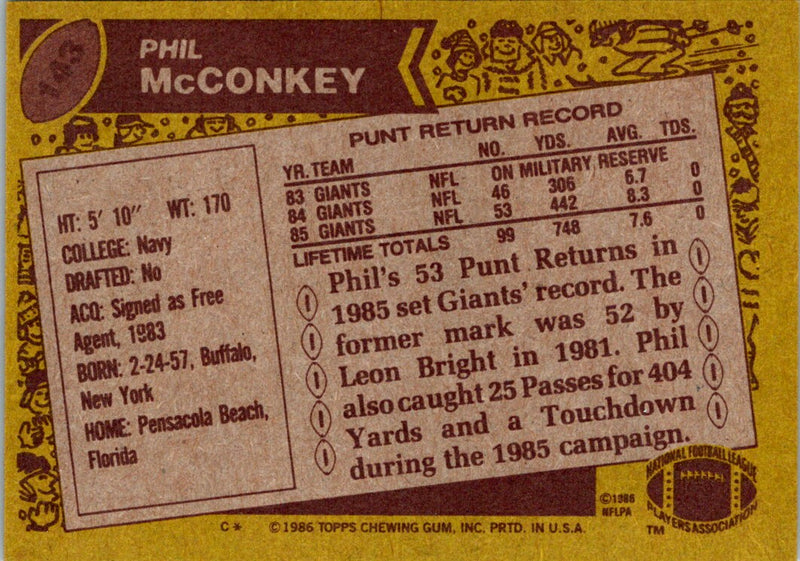 143
PHIL
McCONKEY
HT: 5' 10" WT: 170
COLLEGE: Navy
DRAFTED: No
ACQ: Signed as Free
Agent, 1983
BORN: 2-24-57, Buffalo,
New York
HOME: Pensacola Beach,
Florida
PUNT RETURN RECORD
YR. TEAM NO. YDS. AVG. TDS.
83 GIANTS NFL ON MILITARY RESERVE
84 GIANTS NFL 46 306 6.7 0
85 GIANTS NFL 53 442 8.3 0
LIFETIME TOTALS 99 748 7.6 0
Phil's 53 Punt Returns in
1985 set Giants' record. The
former mark was 52 by
Leon Bright in 1981. Phil
also caught 25 Passes for 404
Yards and a Touchdown
during the 1985 campaign.
©1986
NFLPA
NATIONAL FOOTBALL LEAGUE
PLAYERS ASSOCIATION
TM
C* ©1986 TOPPS CHEWING GUM, INC. PRTD. IN U.S.A.